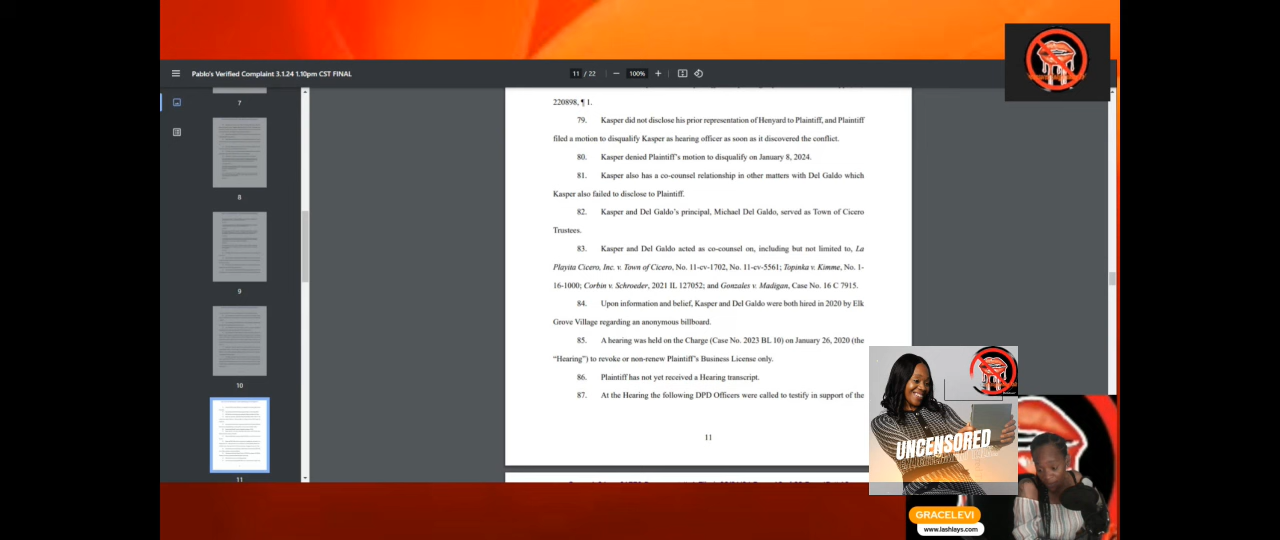 Pablo's Verified Complaint 3.1.24 1.10pm CST FINAL
11 / 22
100%
7
8
9
10
11
220898, ¶ 1.
79. Kasper did not disclose his prior representation of Henyard to Plaintiff, and Plaintiff
filed a motion to disqualify Kasper as hearing officer as soon as it discovered the conflict.
80. Kasper denied Plaintiff's motion to disqualify on January 8, 2024.
81. Kasper also has a co-counsel relationship in other matters with Del Galdo which
Kasper also failed to disclose to Plaintiff.
82. Kasper and Del Galdo's principal, Michael Del Galdo, served as Town of Cicero
Trustees.
83. Kasper and Del Galdo acted as co-counsel on, including but not limited to, La
Playita Cicero, Inc. v. Town of Cicero, No. 11-cv-1702, No. 11-cv-5561; Topinka v. Kimme, No. 1-
16-1000; Corbin v. Schroeder, 2021 IL 127052; and Gonzales v. Madigan, Case No. 16 C 7915.
84. Upon information and belief, Kasper and Del Galdo were both hired in 2020 by Elk
Grove Village regarding an anonymous billboard.
85. A hearing was held on the Charge (Case No. 2023 BL 10) on January 26, 2020 (the
“Hearing”) to revoke or non-renew Plaintiff's Business License only.
86. Plaintiff has not yet received a Hearing transcript.
87. At the Hearing the following DPD Officers were called to testify in support of the
11
UNCENSORED
GRACELEVI
www.lashlays.com